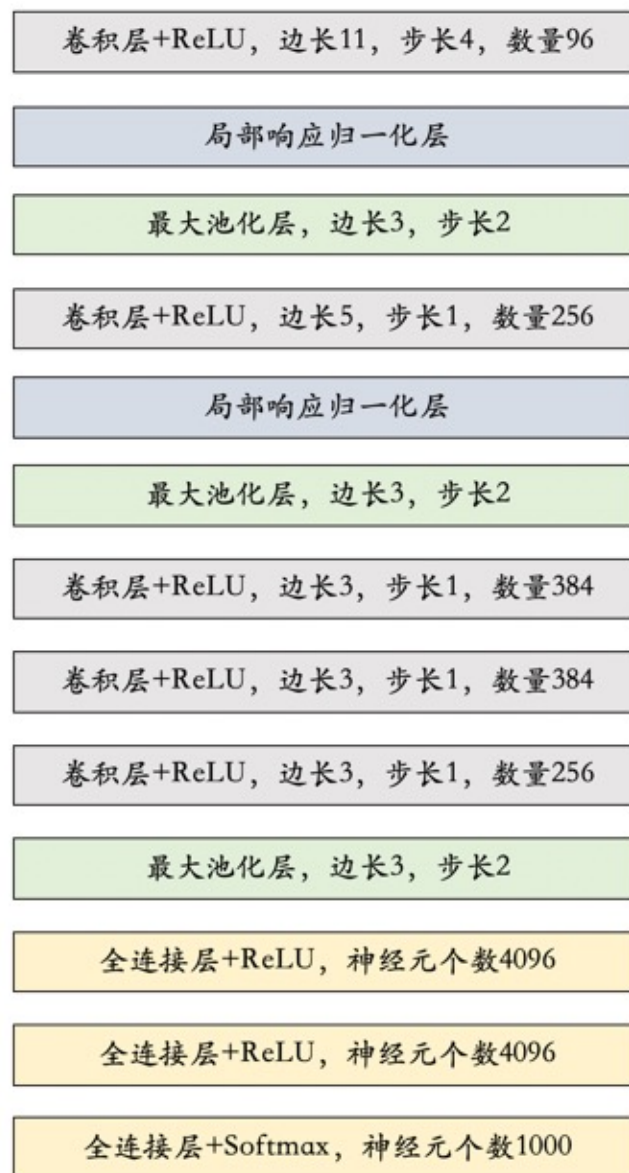 卷积层+ReLU，边长11，步长4，数量96
局部响应归一化层
最大池化层，边长3，步长2
卷积层+ReLU，边长5，步长1，数量256
局部响应归一化层
最大池化层，边长3，步长2
卷积层+ReLU，边长3，步长1，数量384
卷积层+ReLU，边长3，步长1，数量384
卷积层+ReLU，边长3，步长1，数量256
最大池化层，边长3，步长2
全连接层+ReLU，神经元个数4096
全连接层+ReLU，神经元个数4096
全连接层+Softmax，神经元个数1000